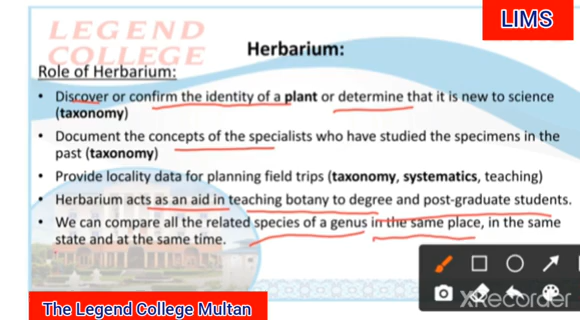 LIMS
LEGEND
COLLEGE
Herbarium:
Role of Herbarium:
• Discover or confirm the identity of a plant or determine that it is new to science
(taxonomy)
• Document the concepts of the specialists who have studied the specimens in the
past (taxonomy)
• Provide locality data for planning field trips (taxonomy, systematics, teaching)
• Herbarium acts as an aid in teaching botany to degree and post-graduate students.
• We can compare all the related species of a genus in the same place, in the same
state and at the same time.
XRecorder
The Legend College Multan